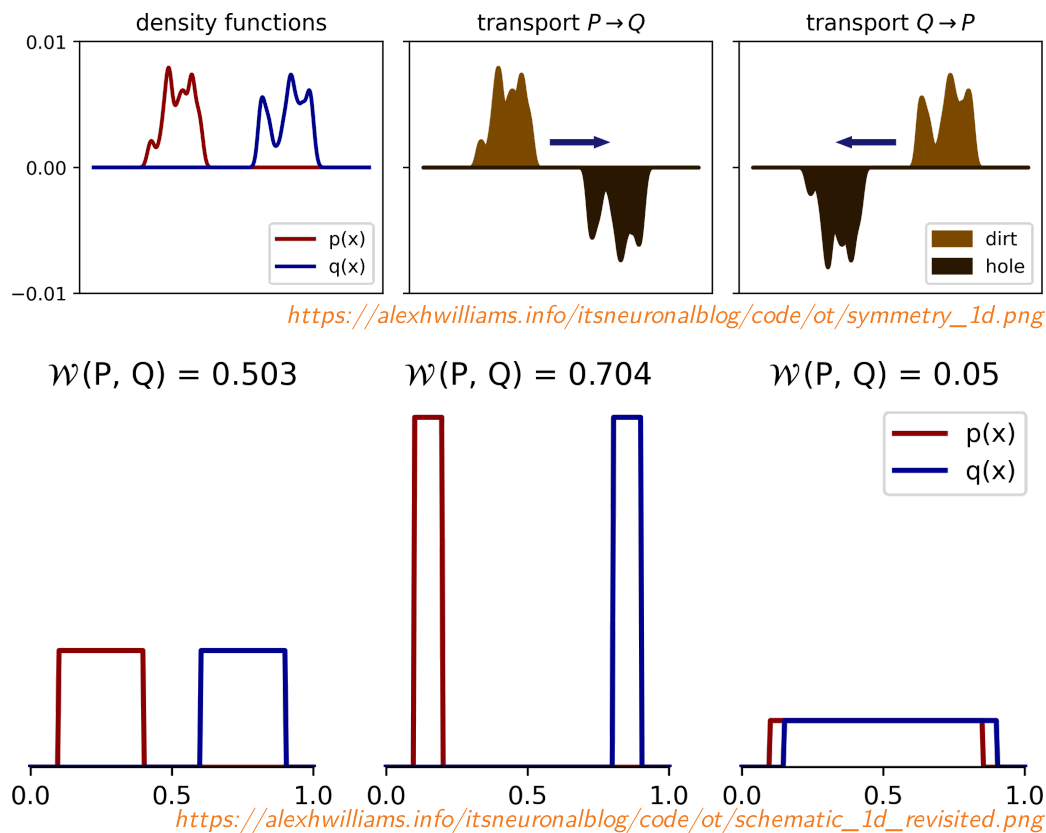 density functions
transport P → Q
transport Q → P
0.01
0.00
−0.01
p(x)
q(x)
dirt
hole
https://alexhwilliams.info/itsneuronalblog/code/ot/symmetry_1d.png
𝒲(P, Q) = 0.503
𝒲(P, Q) = 0.704
𝒲(P, Q) = 0.05
p(x)
q(x)
0.0 0.5 1.0
0.0 0.5 1.0
0.0 0.5 1.0
https://alexhwilliams.info/itsneuronalblog/code/ot/schematic_1d_revisited.png